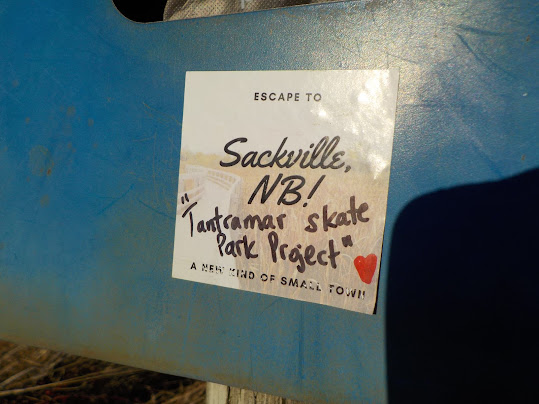 ESCAPE TO
Sackville,
NB!
"Tantramar skate
Park Project"
A NEW KIND OF SMALL TOWN